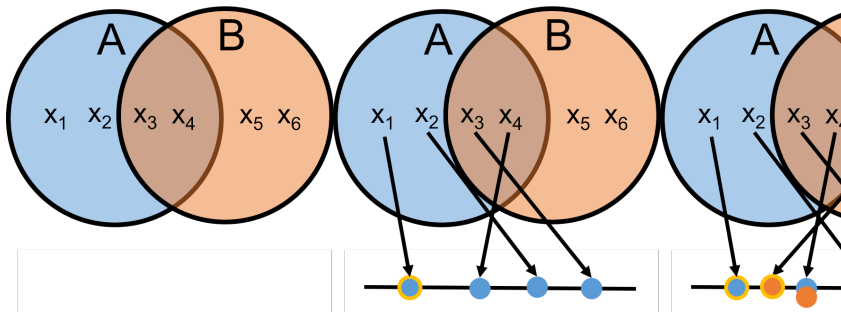 A B A B A
x₁ x₂ x₃ x₄ x₅ x₆ x₁ x₂ x₃ x₄ x₅ x₆ x₁ x₂ x₃